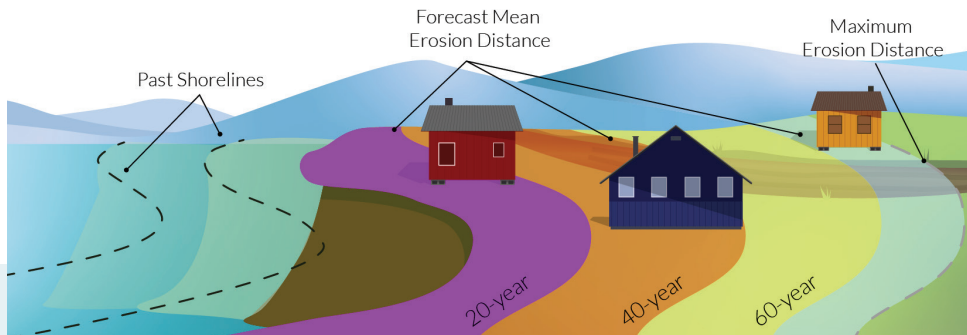 Forecast Mean
Erosion Distance
Maximum
Erosion Distance
Past Shorelines
20-year
40-year
60-year